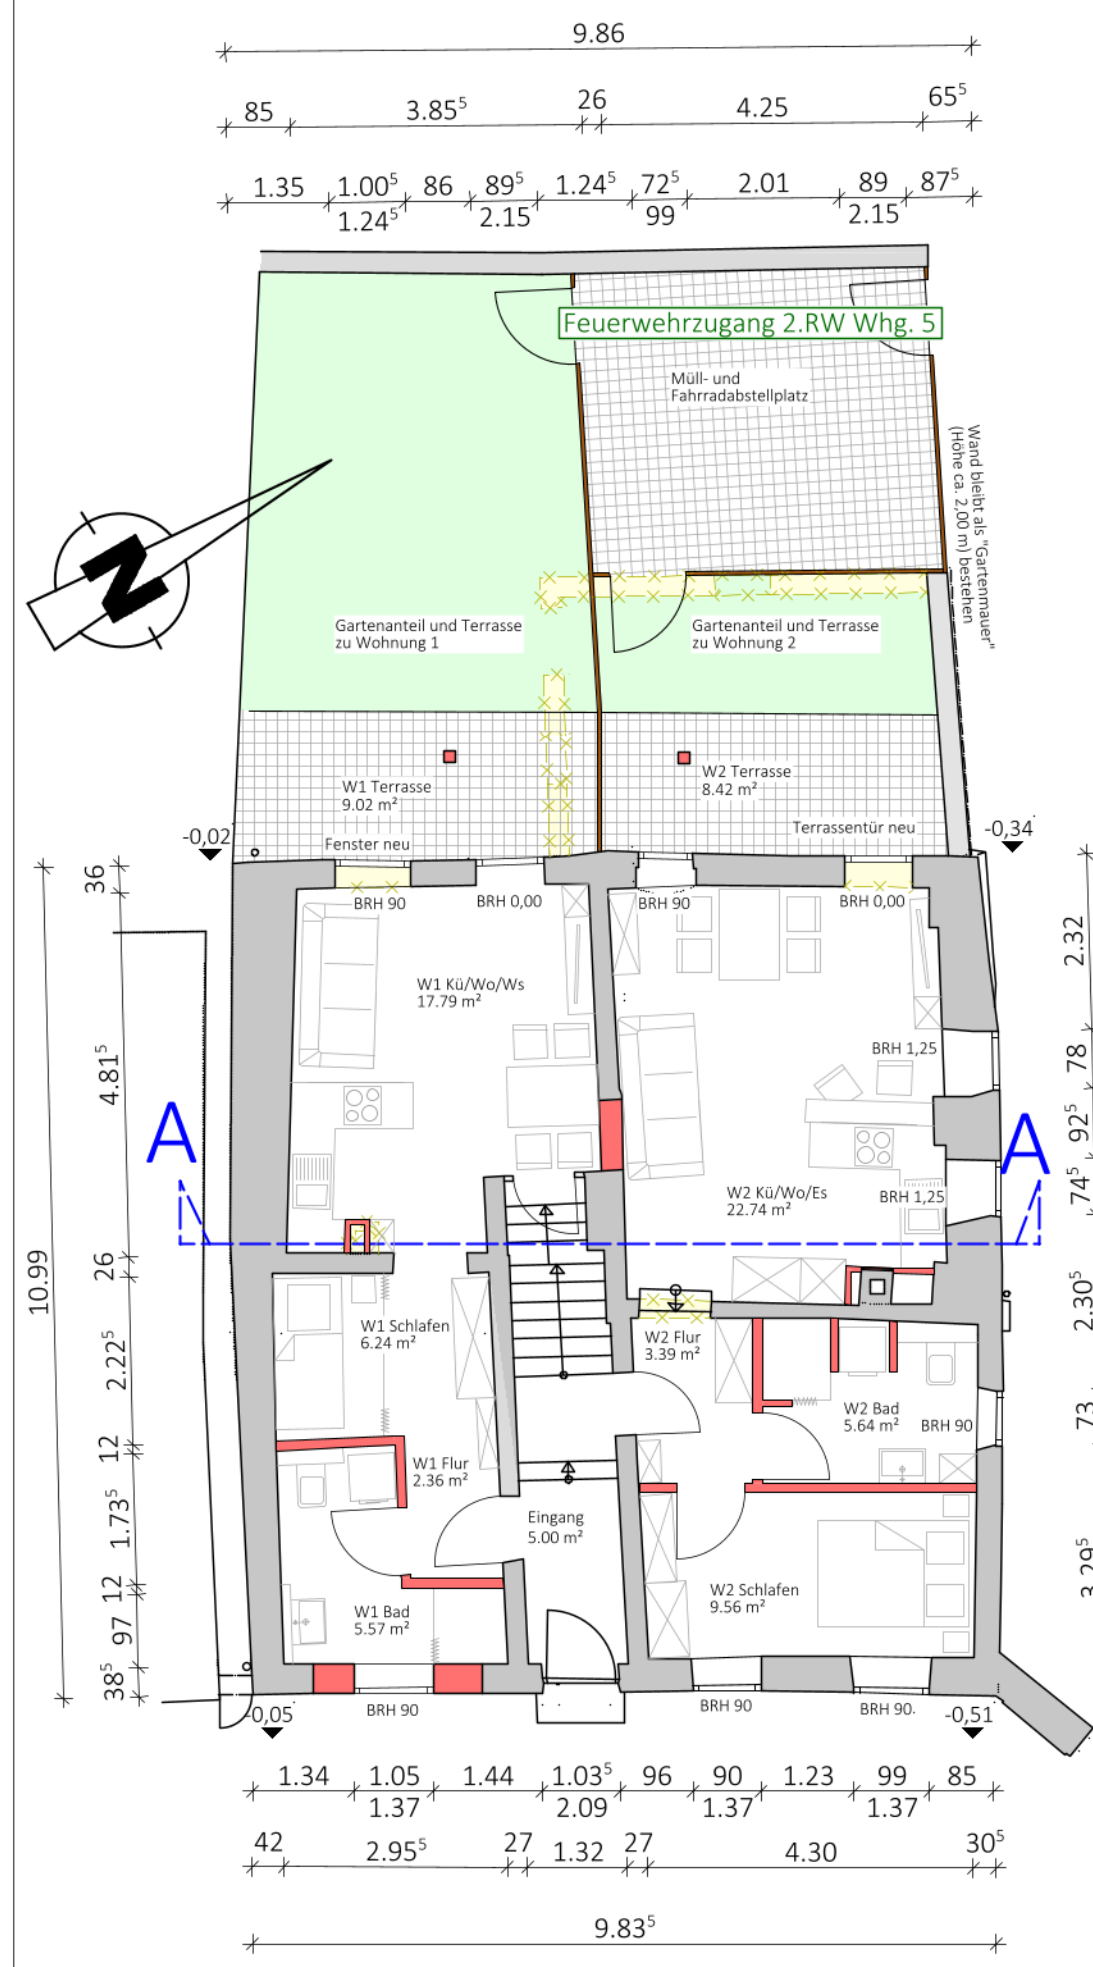 9.86
85 3.85⁵ 26 4.25 65⁵
1.35 1.00⁵ 86 89⁵ 1.24⁵ 72⁵ 2.01 89 87⁵
1.24⁵ 2.15 99 2.15
Feuerwehrzugang 2.RW Whg. 5
Müll- und
Fahrradabstellplatz
Wand bleibt als "Gartenmauer"
(Höhe ca. 2,00 m) bestehen
N
Gartenanteil und Terrasse
zu Wohnung 1
Gartenanteil und Terrasse
zu Wohnung 2
W1 Terrasse
9.02 m²
W2 Terrasse
8.42 m²
Fenster neu
Terrassentür neu
-0,02
-0,34
BRH 90
BRH 0,00
BRH 90
BRH 0,00
W1 Kü/Wo/Ws
17.79 m²
BRH 1,25
A
A
W2 Kü/Wo/Es
22.74 m²
BRH 1,25
W1 Schlafen
6.24 m²
W2 Flur
3.39 m²
W2 Bad
5.64 m²
BRH 90
W1 Flur
2.36 m²
Eingang
5.00 m²
W2 Schlafen
9.56 m²
W1 Bad
5.57 m²
BRH 90
BRH 90
BRH 90
-0,05
-0,51
10.99
36
4.81⁵
26
2.22⁵
12
1.73⁵
12
97
38⁵
2.32
78
92⁵
74⁵
2.30⁵
73
3.29⁵
1.34 1.05 1.44 1.03⁵ 96 90 1.23 99 85
1.37 2.09 1.37 1.37
42 2.95⁵ 27 1.32 27 4.30 30⁵
9.83⁵